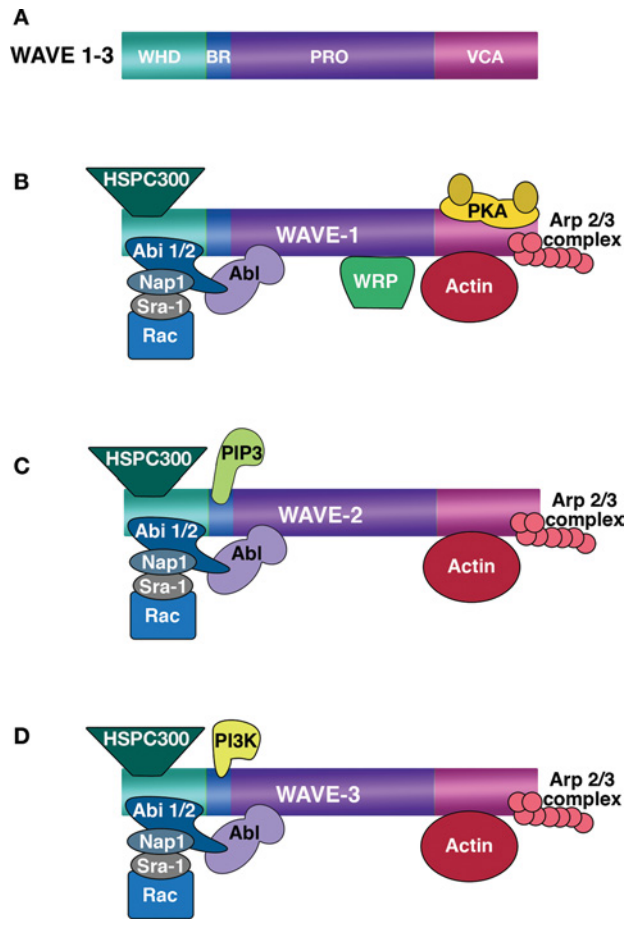 A
WAVE 1-3
WHD
BR
PRO
VCA
B
HSPC300
PKA
WAVE-1
Arp 2/3
complex
Abi 1/2
Abl
Nap1
WRP
Actin
Sra-1
Rac
C
HSPC300
PIP3
WAVE-2
Arp 2/3
complex
Abi 1/2
Abl
Nap1
Actin
Sra-1
Rac
D
HSPC300
PI3K
WAVE-3
Arp 2/3
complex
Abi 1/2
Abl
Nap1
Actin
Sra-1
Rac